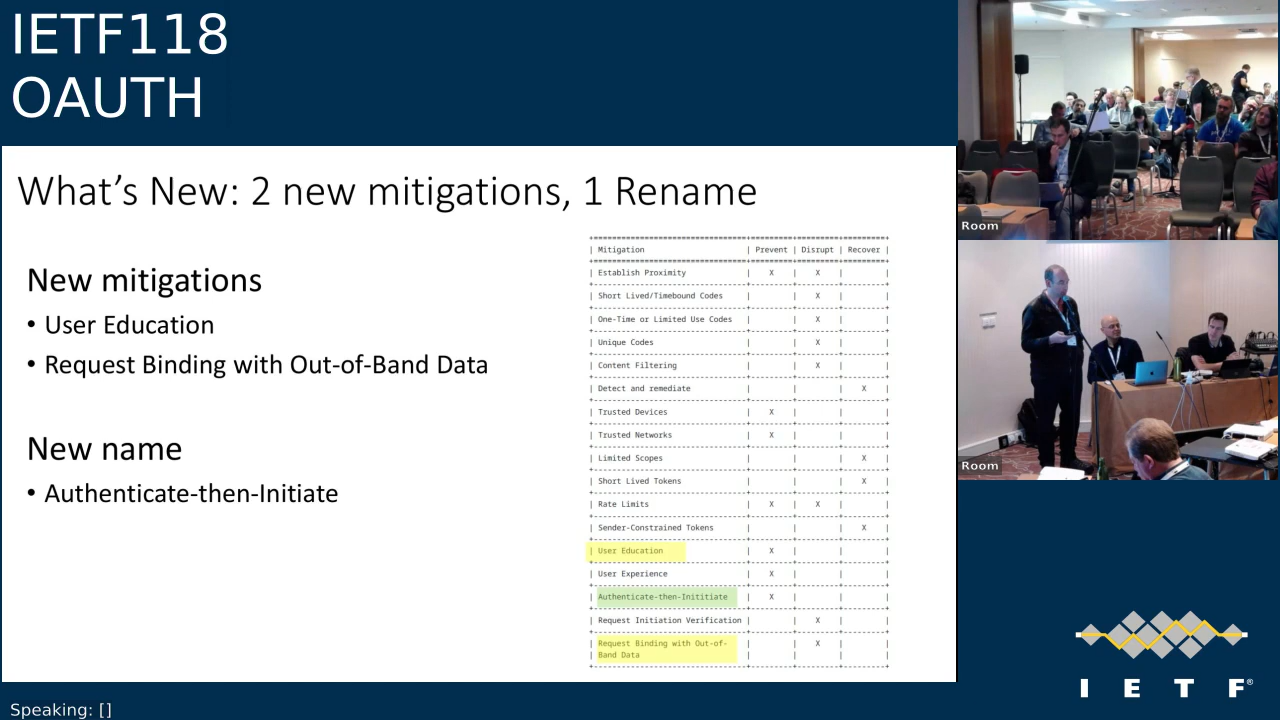 IETF118
OAUTH
What’s New: 2 new mitigations, 1 Rename
New mitigations
• User Education
• Request Binding with Out-of-Band Data
New name
• Authenticate-then-Initiate
+=================================+=========+=========+=========+
| Mitigation | Prevent | Disrupt | Recover |
+=================================+=========+=========+=========+
| Establish Proximity | X | X | |
| Short Lived/Timebound Codes | | X | |
| One-Time or Limited Use Codes | | X | |
| Unique Codes | | X | |
| Content Filtering | | X | |
| Detect and remediate | | | X |
| Trusted Devices | X | | |
| Trusted Networks | X | | |
| Limited Scopes | | | X |
| Short Lived Tokens | | | X |
| Rate Limits | X | X | |
| Sender-Constrained Tokens | | | X |
| User Education | X | | |
| User Experience | X | | |
| Authenticate-then-Inititiate | X | | |
| Request Initiation Verification | | X | |
| Request Binding with Out-of- | | X | |
| Band Data | | | |
Room
Room
I E T F®
Speaking: []